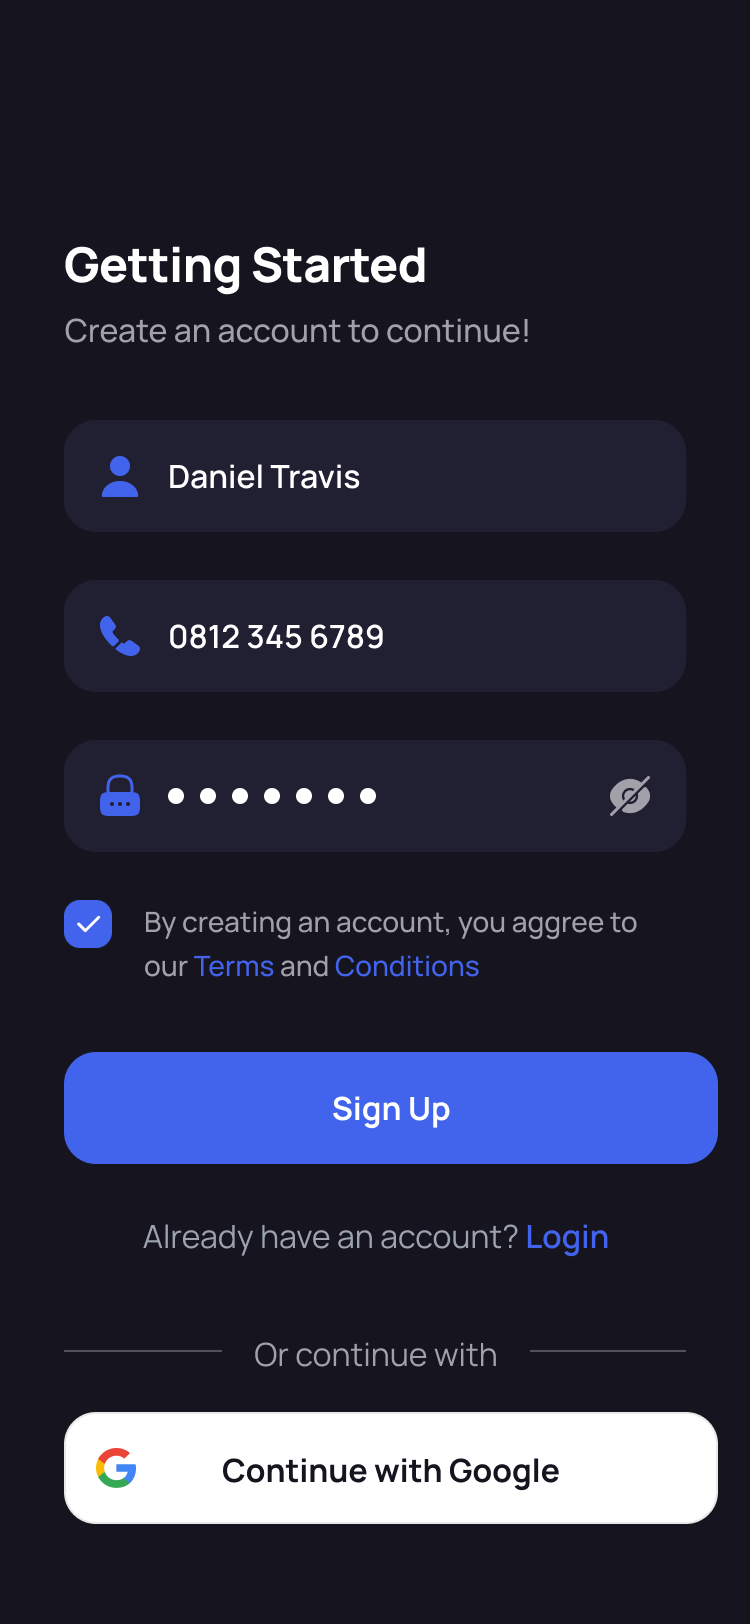 Getting Started
Create an account to continue!
Daniel Travis
0812 345 6789
By creating an account, you aggree to
our Terms and Conditions
Sign Up
Already have an account? Login
Or continue with
Continue with Google